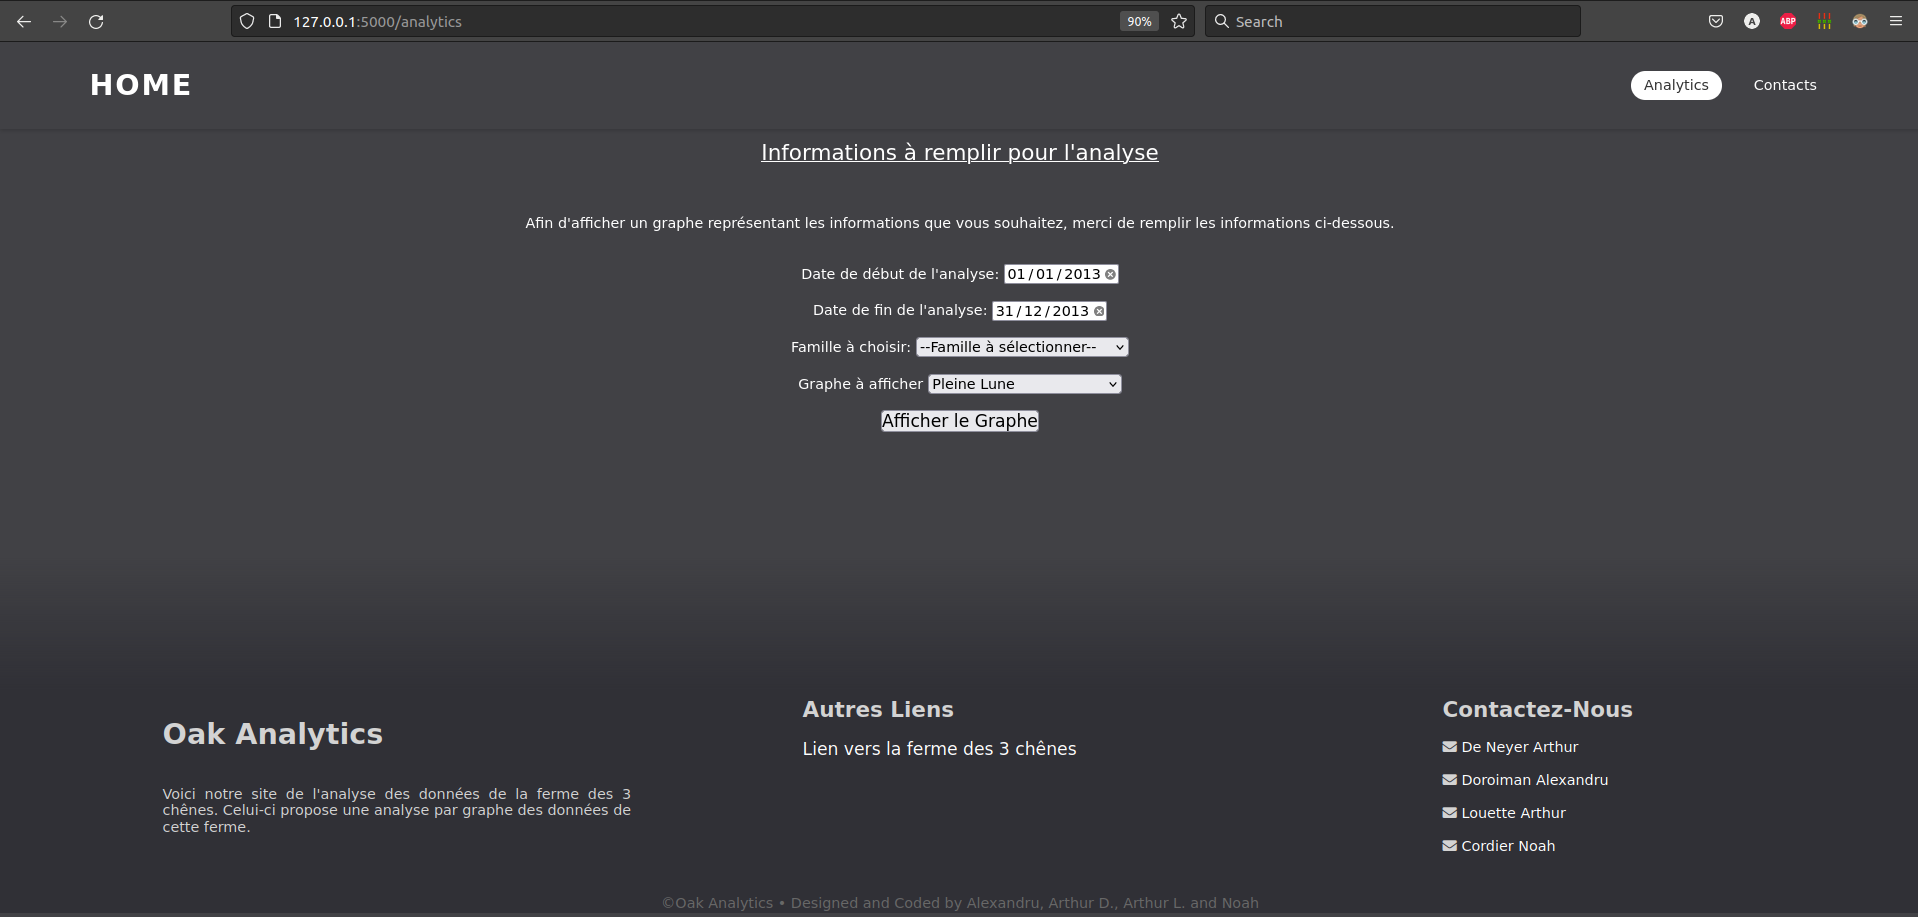 127.0.0.1:5000/analytics 90% Search A ABP
HOME Analytics Contacts
Informations à remplir pour l'analyse
Afin d'afficher un graphe représentant les informations que vous souhaitez, merci de remplir les informations ci-dessous.
Date de début de l'analyse: 01/01/2013
Date de fin de l'analyse: 31/12/2013
Famille à choisir: --Famille à sélectionner--
Graphe à afficher Pleine Lune
Afficher le Graphe
Oak Analytics
Voici notre site de l'analyse des données de la ferme des 3
chênes. Celui-ci propose une analyse par graphe des données de
cette ferme.
Autres Liens
Lien vers la ferme des 3 chênes
Contactez-Nous
De Neyer Arthur
Doroiman Alexandru
Louette Arthur
Cordier Noah
©Oak Analytics • Designed and Coded by Alexandru, Arthur D., Arthur L. and Noah